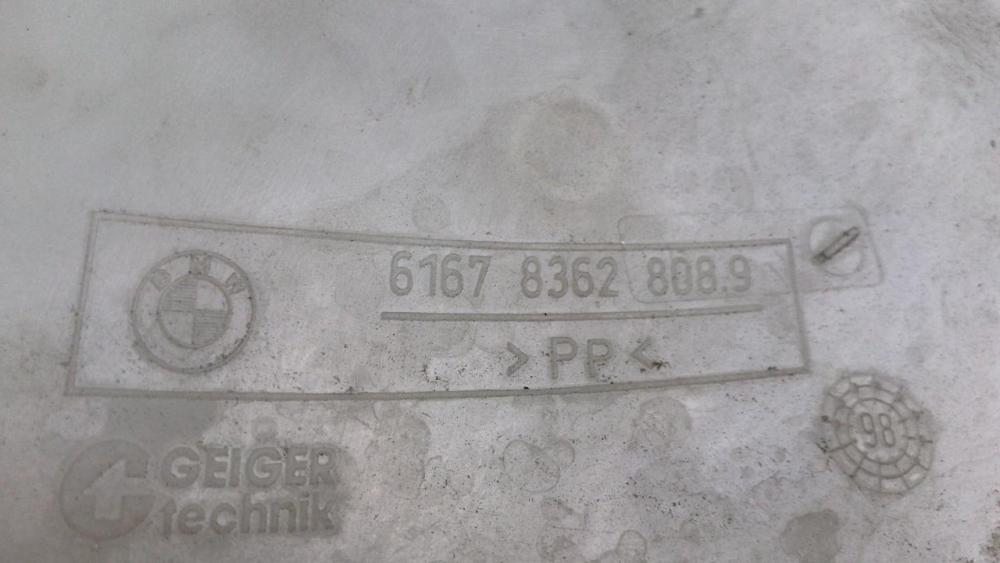 BMW
6167 8362 808.9
>PP<
98
GEIGER
technik